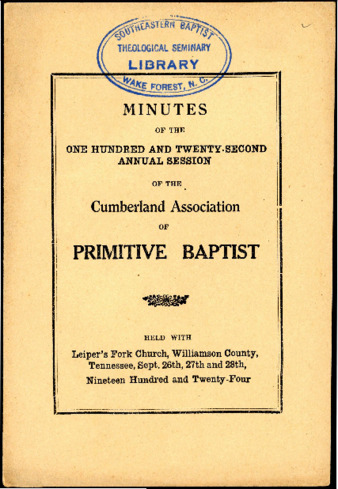 SOUTHEASTERN BAPTIST
THEOLOGICAL SEMINARY
LIBRARY
WAKE FOREST, N. C.
MINUTES
OF THE
ONE HUNDRED AND TWENTY-SECOND
ANNUAL SESSION
OF THE
Cumberland Association
OF
PRIMITIVE BAPTIST
HELD WITH
Leiper's Fork Church, Williamson County,
Tennessee, Sept. 26th, 27th and 28th,
Nineteen Hundred and Twenty-Four